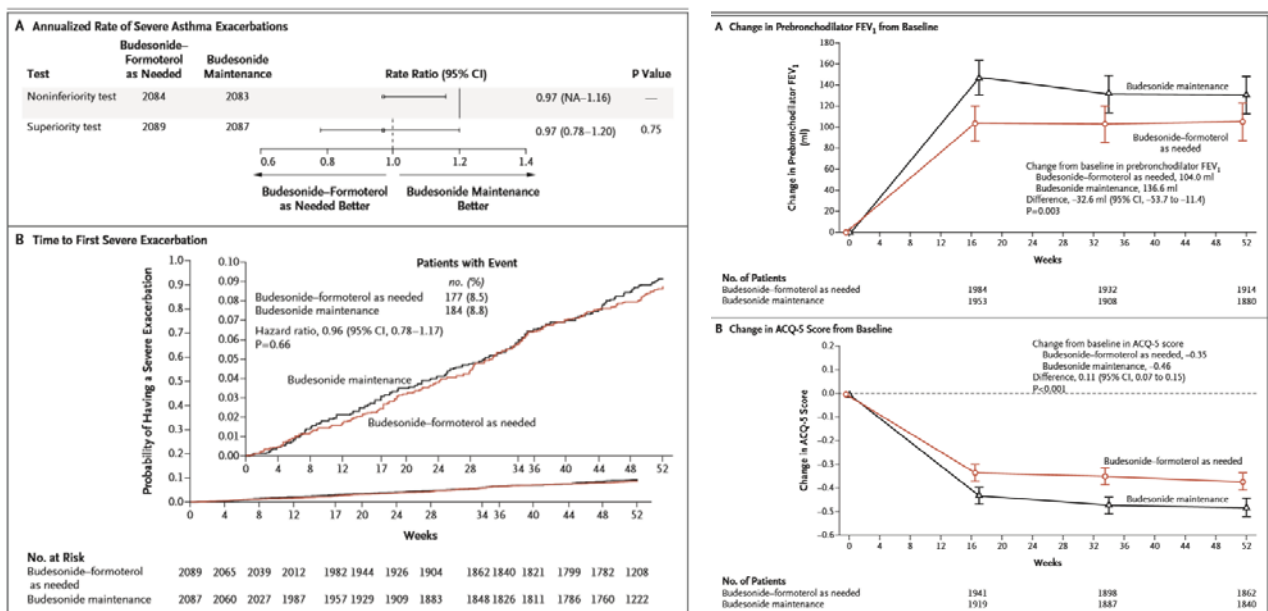 A Annualized Rate of Severe Asthma Exacerbations
Budesonide–
Formoterol
as Needed
Budesonide
Maintenance
Test
Rate Ratio (95% CI)
P Value
Noninferiority test 2084 2083 0.97 (NA–1.16) —
Superiority test 2089 2087 0.97 (0.78–1.20) 0.75
0.6 0.8 1.0 1.2 1.4
Budesonide–Formoterol
as Needed Better
Budesonide Maintenance
Better
B Time to First Severe Exacerbation
Probability of Having a Severe Exacerbation
1.0
0.9
0.8
0.7
0.6
0.5
0.4
0.3
0.2
0.1
0.0
0.10
0.09
0.08
0.07
0.06
0.05
0.04
0.03
0.02
0.01
0.00
Patients with Event
no. (%)
Budesonide–formoterol as needed 177 (8.5)
Budesonide maintenance 184 (8.8)
Hazard ratio, 0.96 (95% CI, 0.78–1.17)
P=0.66
Budesonide maintenance
Budesonide–formoterol as needed
0 4 8 12 17 20 24 28 34 36 40 44 48 52
0 4 8 12 17 20 24 28 34 36 40 44 48 52
Weeks
No. at Risk
Budesonide–formoterol
as needed
2089 2065 2039 2012 1982 1944 1926 1904 1862 1840 1821 1799 1782 1208
Budesonide maintenance 2087 2060 2027 1987 1957 1929 1909 1883 1848 1826 1811 1786 1760 1222
A Change in Prebronchodilator FEV1 from Baseline
Change in Prebronchodilator FEV1
(ml)
180
160
140
120
100
80
60
40
20
0
Budesonide maintenance
Budesonide–formoterol
as needed
Change from baseline in prebronchodilator FEV1
Budesonide–formoterol as needed, 104.0 ml
Budesonide maintenance, 136.6 ml
Difference, –32.6 ml (95% CI, –53.7 to –11.4)
P=0.003
0 4 8 12 16 20 24 28 32 36 40 44 48 52
Weeks
No. of Patients
Budesonide–formoterol as needed 1984 1932 1914
Budesonide maintenance 1953 1908 1880
B Change in ACQ-5 Score from Baseline
Change in ACQ-5 Score
0.2
0.1
0.0
–0.1
–0.2
–0.3
–0.4
–0.5
–0.6
Change from baseline in ACQ-5 score
Budesonide–formoterol as needed, –0.35
Budesonide maintenance, –0.46
Difference, 0.11 (95% CI, 0.07 to 0.15)
P<0.001
Budesonide–formoterol as needed
Budesonide maintenance
0 4 8 12 16 20 24 28 32 36 40 44 48 52
Weeks
No. of Patients
Budesonide–formoterol as needed 1941 1898 1862
Budesonide maintenance 1919 1887 1840